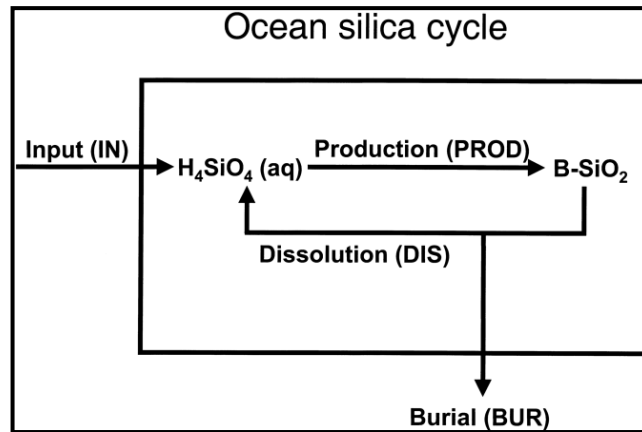 Ocean silica cycle
Input (IN)
H₄SiO₄ (aq)
Production (PROD)
B-SiO₂
Dissolution (DIS)
Burial (BUR)